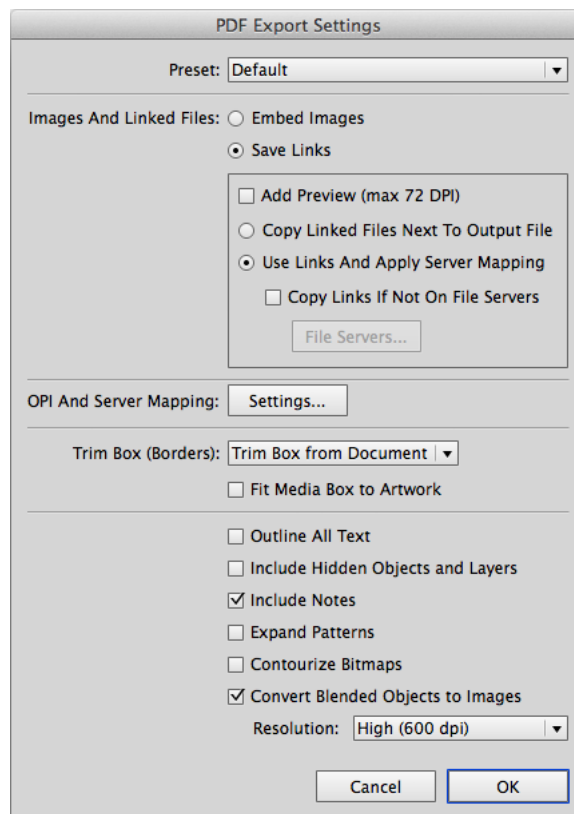 PDF Export Settings
Preset: Default
Images And Linked Files: Embed Images
Save Links
Add Preview (max 72 DPI)
Copy Linked Files Next To Output File
Use Links And Apply Server Mapping
Copy Links If Not On File Servers
File Servers...
OPI And Server Mapping: Settings...
Trim Box (Borders): Trim Box from Document
Fit Media Box to Artwork
Outline All Text
Include Hidden Objects and Layers
Include Notes
Expand Patterns
Contourize Bitmaps
Convert Blended Objects to Images
Resolution: High (600 dpi)
Cancel OK